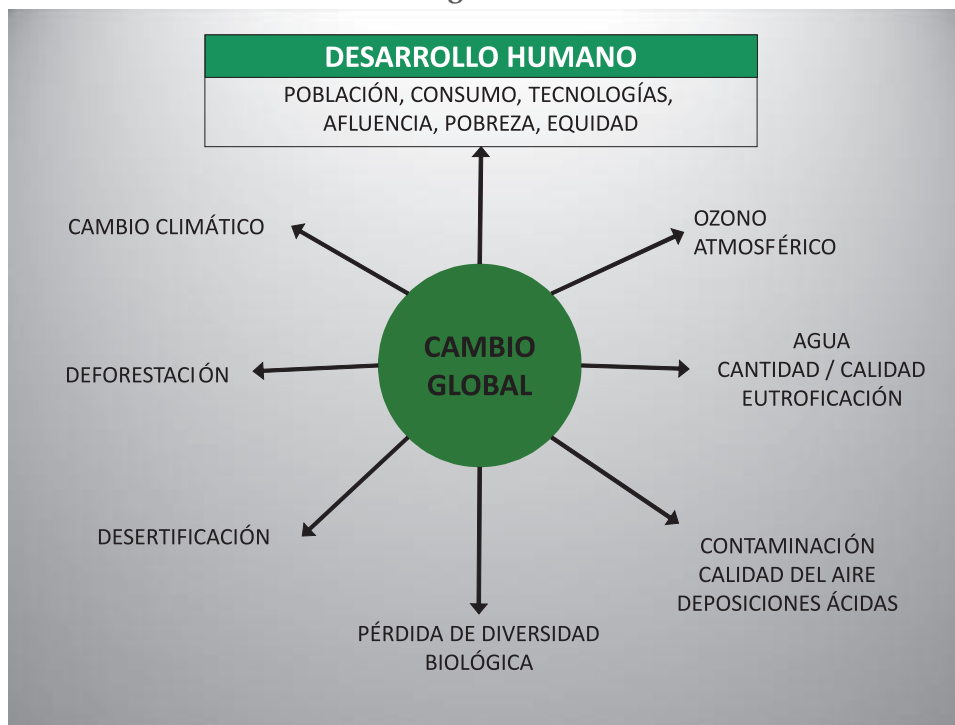 DESARROLLO HUMANO
POBLACIÓN, CONSUMO, TECNOLOGÍAS,
AFLUENCIA, POBREZA, EQUIDAD
CAMBIO CLIMÁTICO
OZONO
ATMOSFÉRICO
CAMBIO
GLOBAL
AGUA
CANTIDAD / CALIDAD
EUTROFICACIÓN
DEFORESTACIÓN
DESERTIFICACIÓN
CONTAMINACIÓN
CALIDAD DEL AIRE
DEPOSICIONES ÁCIDAS
PÉRDIDA DE DIVERSIDAD
BIOLÓGICA